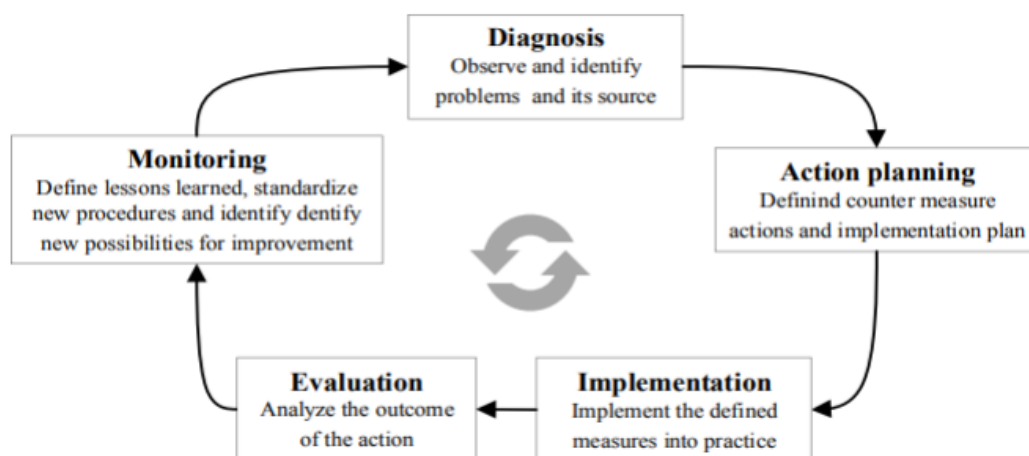 Diagnosis
Observe and identify
problems and its source
Action planning
Definind counter measure
actions and implementation plan
Implementation
Implement the defined
measures into practice
Evaluation
Analyze the outcome
of the action
Monitoring
Define lessons learned, standardize
new procedures and identify dentify
new possibilities for improvement